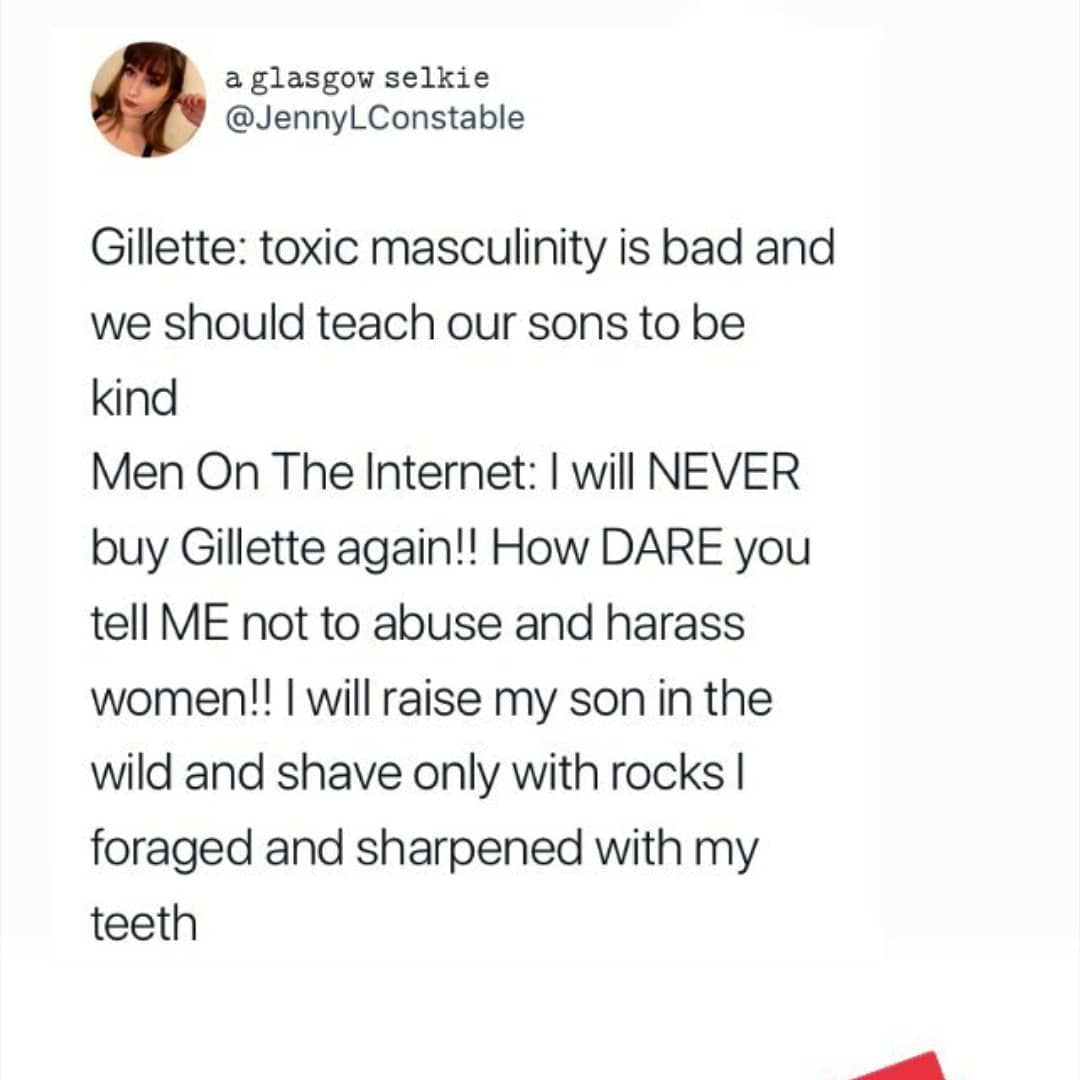 a glasgow selkie
@JennyLConstable
Gillette: toxic masculinity is bad and
we should teach our sons to be
kind
Men On The Internet: I will NEVER
buy Gillette again!! How DARE you
tell ME not to abuse and harass
women!! I will raise my son in the
wild and shave only with rocks I
foraged and sharpened with my
teeth